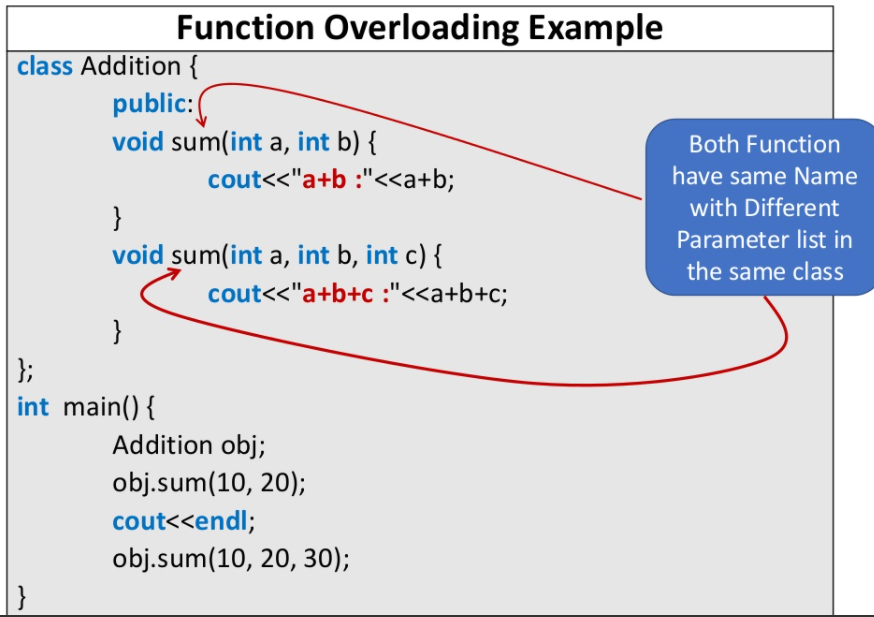 Function Overloading Example
class Addition {
public:
void sum(int a, int b) {
cout<<"a+b :"<<a+b;
}
void sum(int a, int b, int c) {
cout<<"a+b+c :"<<a+b+c;
}
};
int main() {
Addition obj;
obj.sum(10, 20);
cout<<endl;
obj.sum(10, 20, 30);
}
Both Function
have same Name
with Different
Parameter list in
the same class